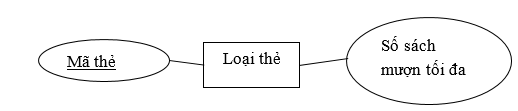 Mã thẻ
Loại thẻ
Số sách
mượn tối đa